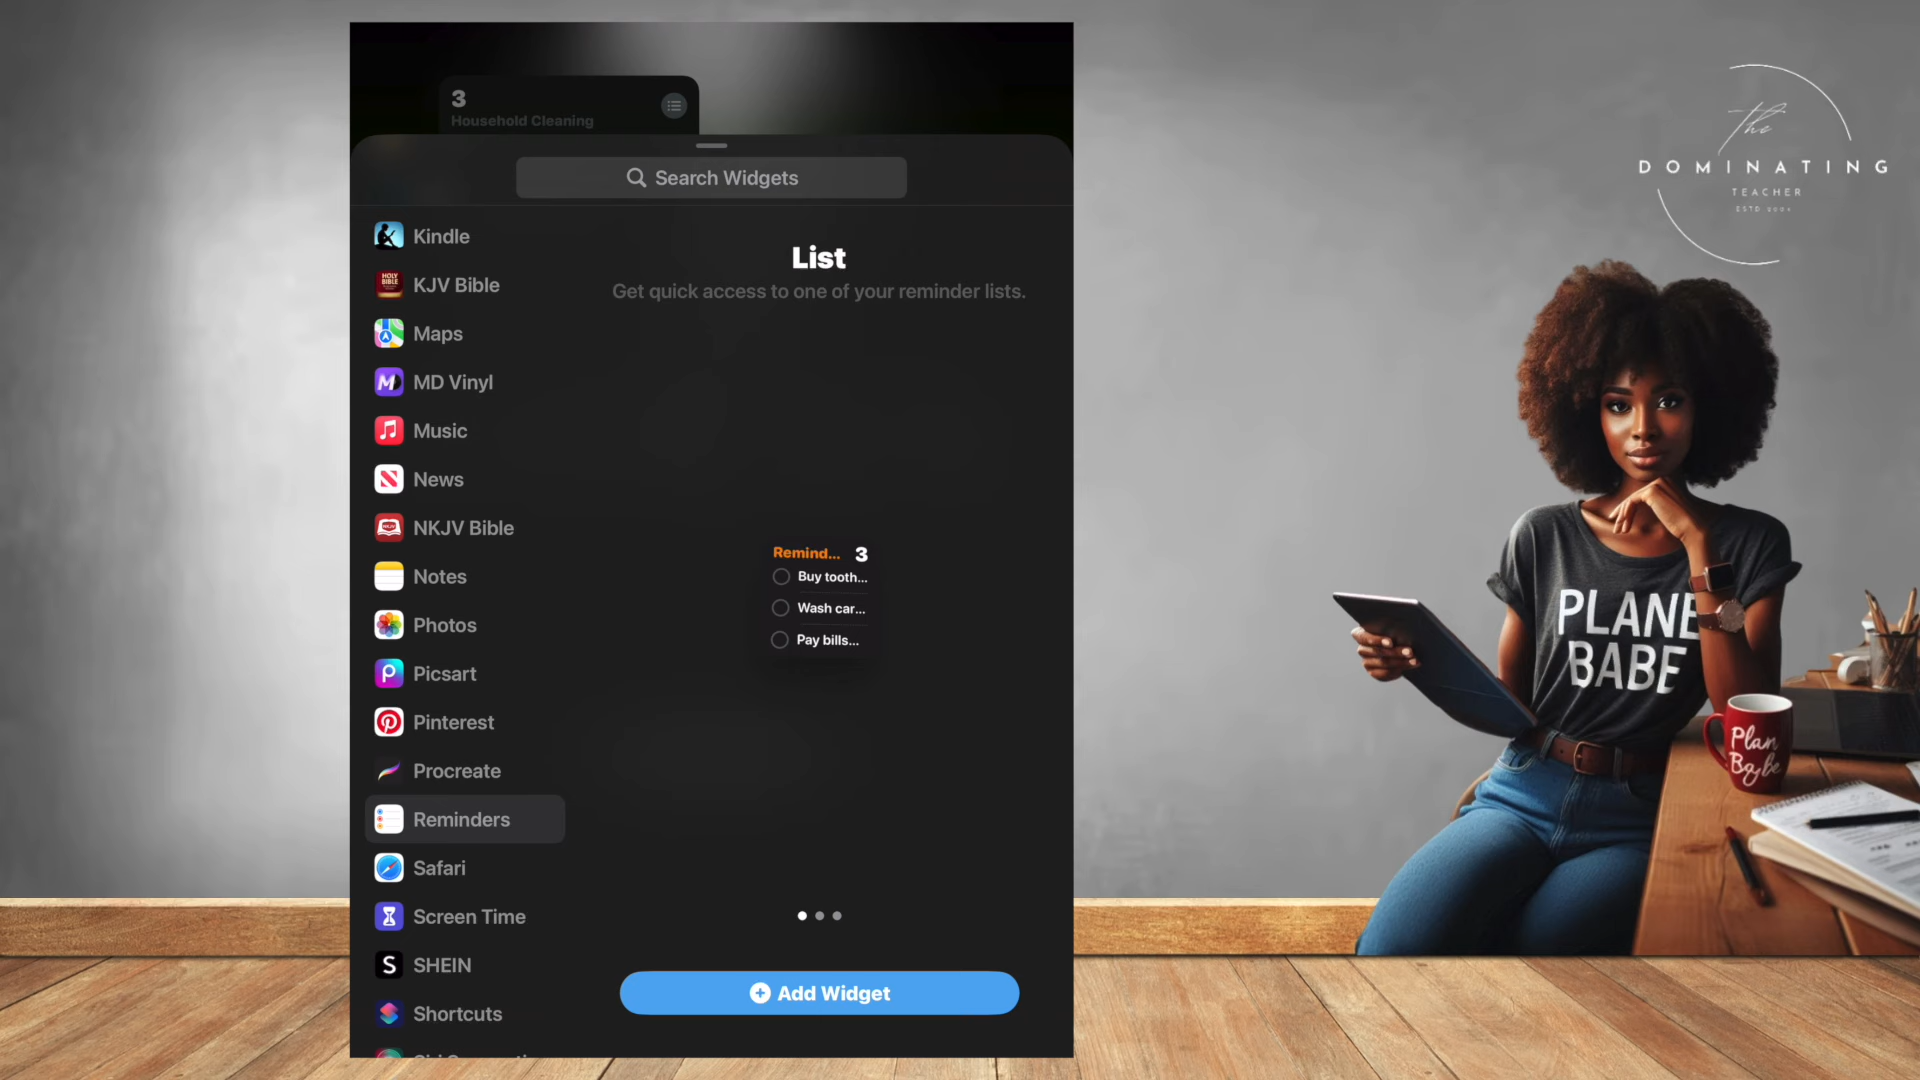 3
Household Cleaning
Search Widgets
Kindle
KJV Bible
Maps
MD Vinyl
Music
News
NKJV Bible
Notes
Photos
Picsart
Pinterest
Procreate
Reminders
Safari
Screen Time
SHEIN
Shortcuts
List
Get quick access to one of your reminder lists.
Remind... 3
Buy tooth...
Wash car...
Pay bills...
Add Widget
the
DOMINATING
TEACHER
PLANE
BABE
Plan
Babe